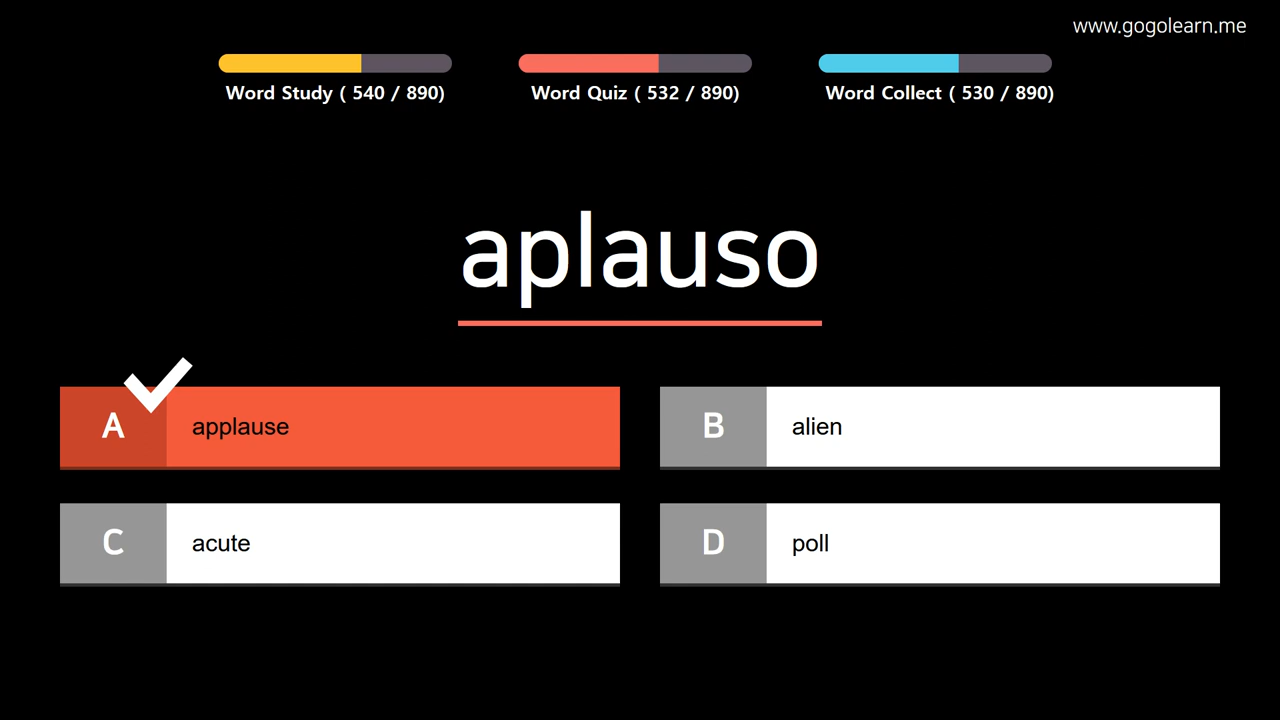 www.gogolearn.me
Word Study ( 540 / 890)
Word Quiz ( 532 / 890)
Word Collect ( 530 / 890)
aplauso
A applause
B alien
C acute
D poll